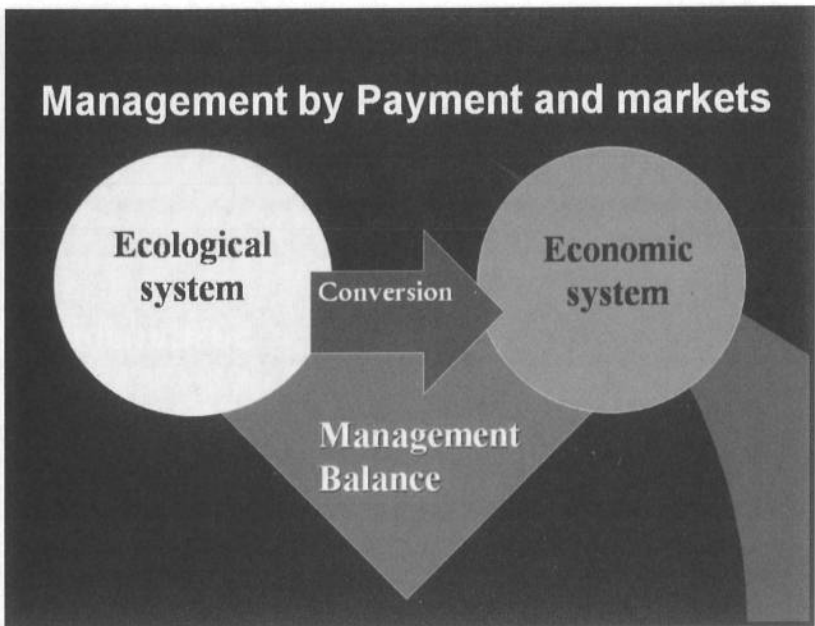 Management by Payment and markets
Ecological
system
Conversion
Economic
system
Management
Balance